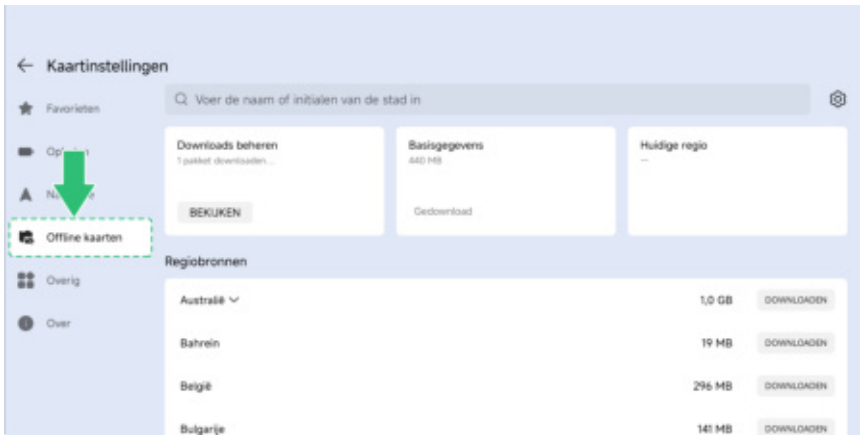 Kaartinstellingen
Voer de naam of initialen van de stad in
Favorieten
Downloads beheren
1 pakket downloaden...
BEKIJKEN
Basisgegevens
440 MB
Gedownload
Huidige regio
--
Offline kaarten
Overig
Over
Regiobronnen
Australië 1,0 GB DOWNLOADEN
Bahrein 19 MB DOWNLOADEN
België 296 MB DOWNLOADEN
Bulgarije 141 MB DOWNLOADEN